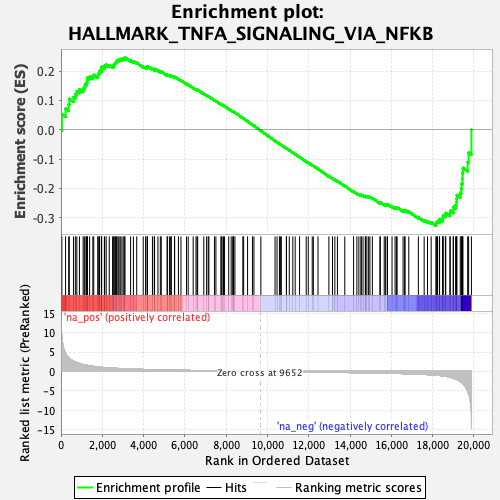 Enrichment plot:
HALLMARK_TNFA_SIGNALING_VIA_NFKB
Enrichment score (ES)
0.2
0.1
0.0
-0.1
-0.2
-0.3
'na_pos' (positively correlated)
Ranked list metric (PreRanked)
15
10
5
0
-5
-10
-15
Zero cross at 9652
'na_neg' (negatively correlated)
0
2,000
4,000
6,000
8,000
10,000
12,000
14,000
16,000
18,000
20,000
Rank in Ordered Dataset
Enrichment profile
Hits
Ranking metric scores